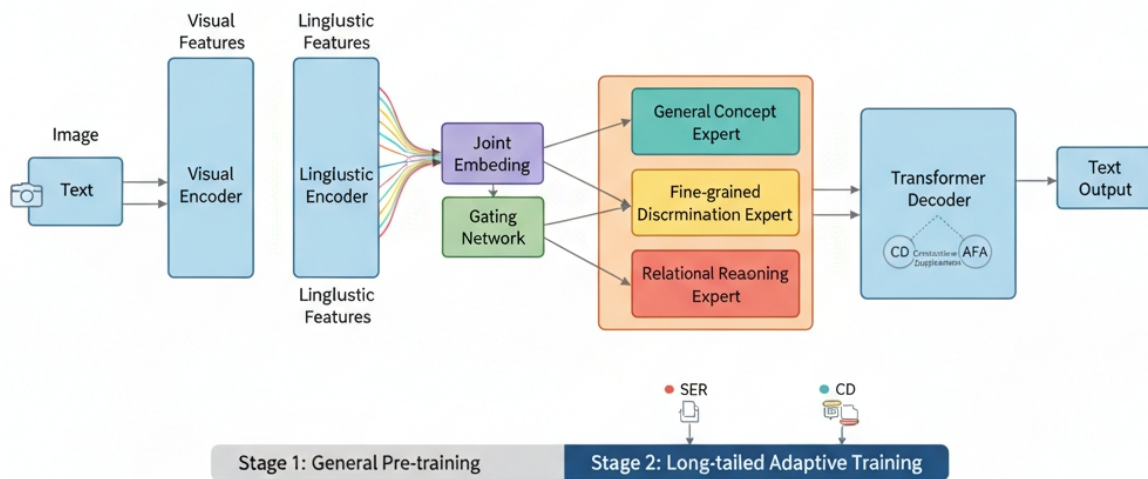 Visual
Features
Linglustic
Features
Image
Text
Visual
Encoder
Linglustic
Encoder
Joint
Embeding
Gating
Network
General Concept
Expert
Fine-grained
Discrmination Expert
Relational Reasoning
Expert
Transformer
Decoder
CD
AFA
Text
Output
Linglustic
Features
SER
CD
Stage 1: General Pre-training
Stage 2: Long-tailed Adaptive Training